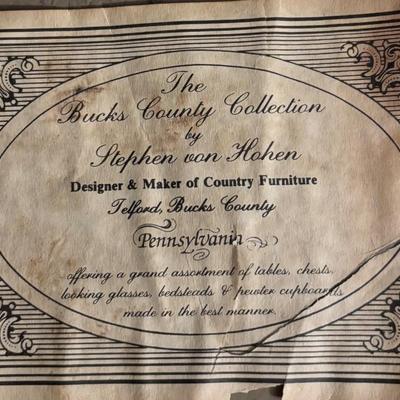 The
Bucks County Collection
by
Stephen von Hohen
Designer & Maker of Country Furniture
Telford, Bucks County
Pennsylvania
offering a grand assortment of tables, chests,
looking glasses, bedsteads & pewter cupboards
made in the best manner.